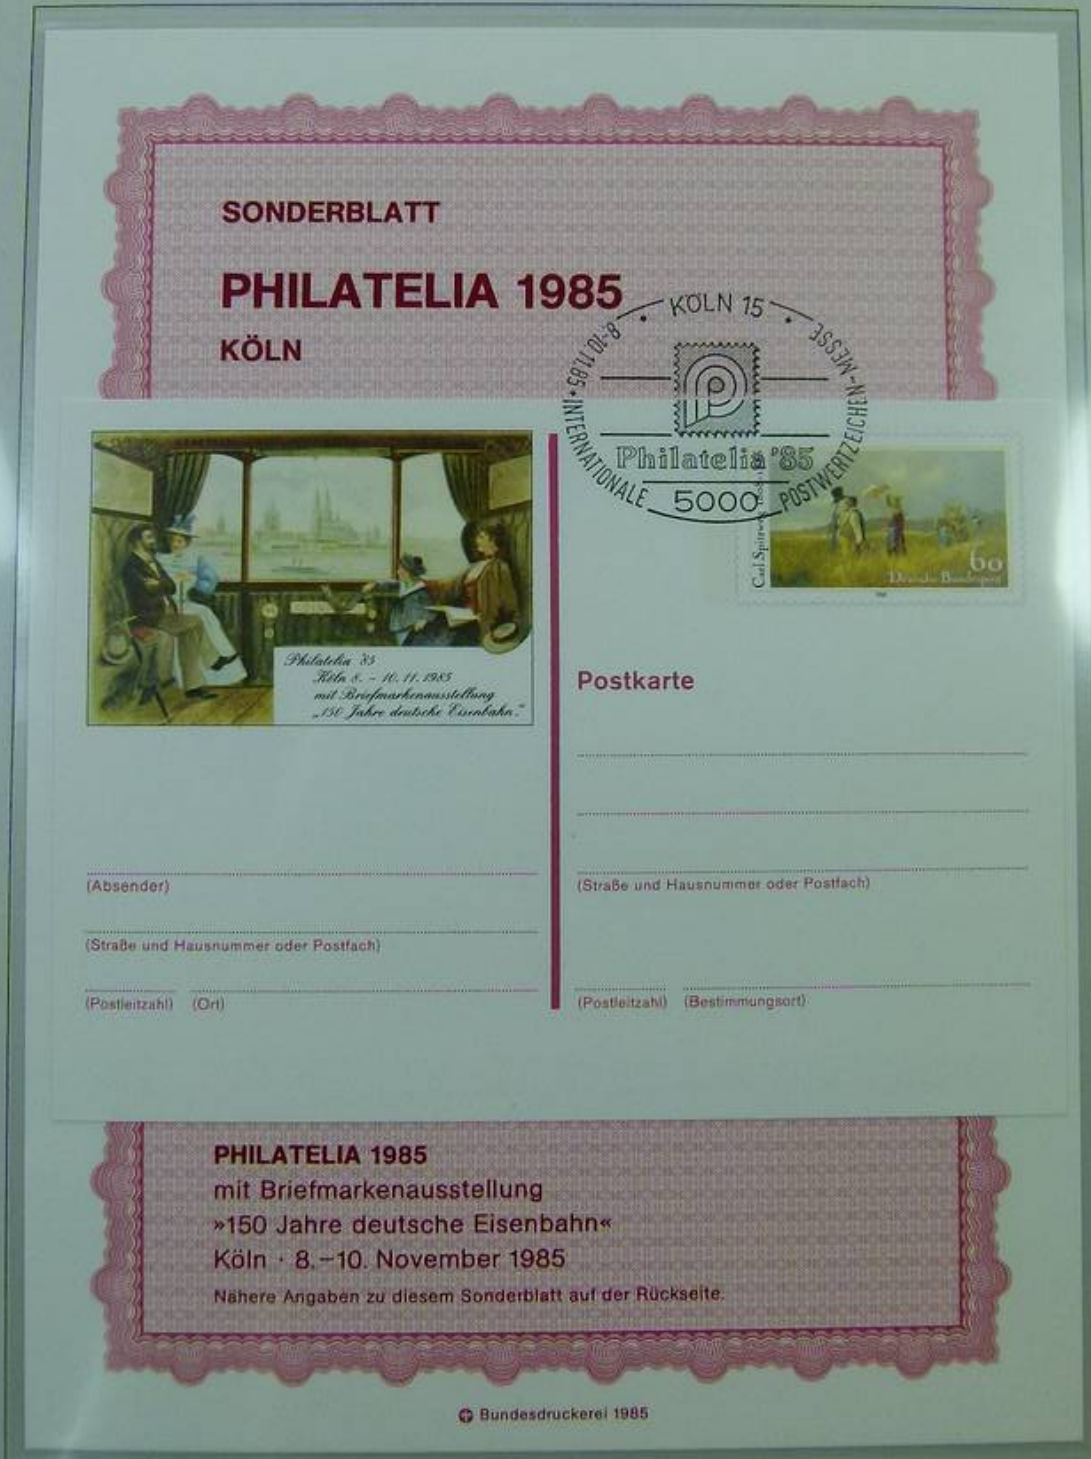 SONDERBLATT
PHILATELIA 1985
KÖLN
KÖLN 15
8.-10.11.85 • INTERNATIONALE POSTWERTZEICHEN-MESSE
Philatelia '85
5000
Carl Spitzweg
60
Deutsche Bundespost
Philatelia '85
Köln 8. – 10. 11. 1985
mit Briefmarkenausstellung
„150 Jahre deutsche Eisenbahn."
Postkarte
(Absender)
(Straße und Hausnummer oder Postfach)
(Postleitzahl) (Ort)
(Straße und Hausnummer oder Postfach)
(Postleitzahl) (Bestimmungsort)
PHILATELIA 1985
mit Briefmarkenausstellung
»150 Jahre deutsche Eisenbahn«
Köln · 8.–10. November 1985
Nähere Angaben zu diesem Sonderblatt auf der Rückseite.
Bundesdruckerei 1985